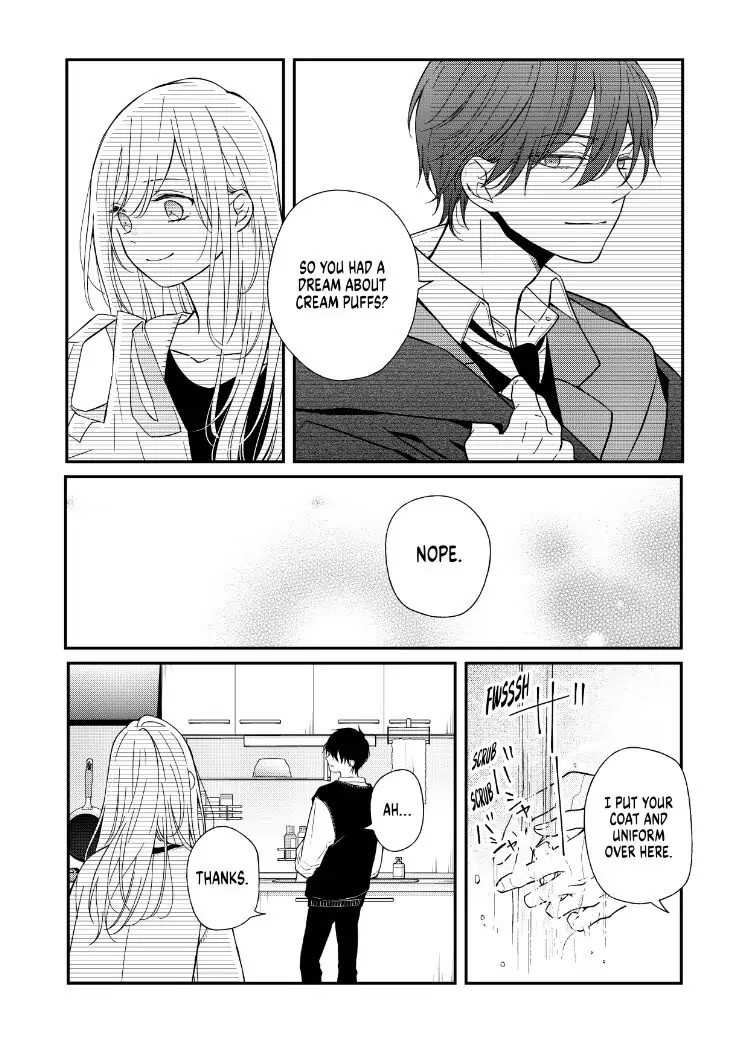 SO YOU HAD A
DREAM ABOUT
CREAM PUFFS?
NOPE.
FWSSSH
SCRUB
SCRUB
I PUT YOUR
COAT AND
UNIFORM
OVER HERE.
AH...
THANKS.